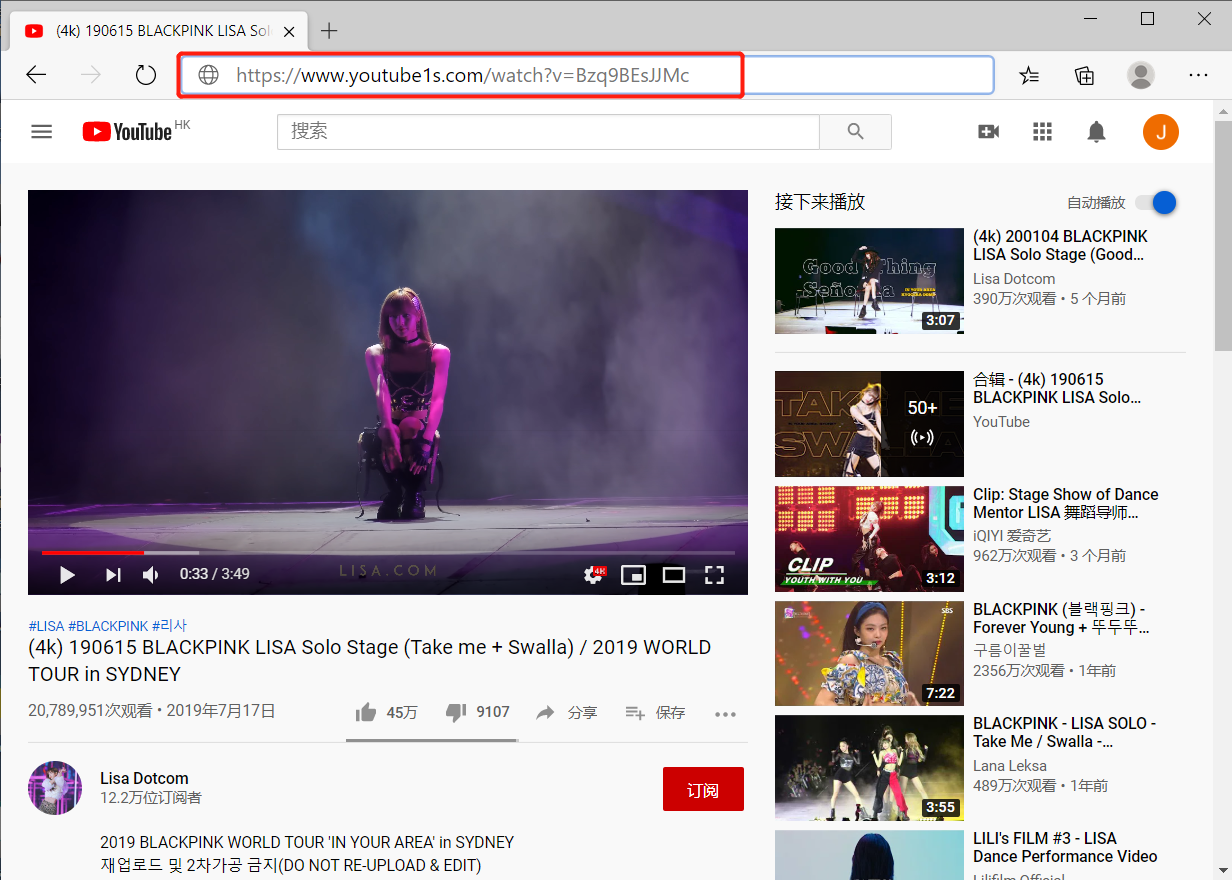 (4k) 190615 BLACKPINK LISA Sol
https://www.youtube1s.com/watch?v=Bzq9BEsJJMc
YouTube HK
搜索
J
LISA.COM
0:33 / 3:49
4K
#LISA #BLACKPINK #리사
(4k) 190615 BLACKPINK LISA Solo Stage (Take me + Swalla) / 2019 WORLD
TOUR in SYDNEY
20,789,951次观看 • 2019年7月17日
45万
9107
分享
保存
Lisa Dotcom
12.2万位订阅者
订阅
2019 BLACKPINK WORLD TOUR 'IN YOUR AREA' in SYDNEY
재업로드 및 2차가공 금지(DO NOT RE-UPLOAD & EDIT)
接下来播放
自动播放
Good Thing
Señorita
3:07
(4k) 200104 BLACKPINK
LISA Solo Stage (Good…
Lisa Dotcom
390万次观看 • 5 个月前
TAKE ME
SWALLA
50+
合辑 - (4k) 190615
BLACKPINK LISA Solo…
YouTube
CLIP
YOUTH WITH YOU
3:12
Clip: Stage Show of Dance
Mentor LISA 舞蹈导师…
iQIYI 爱奇艺
962万次观看 • 3 个月前
SBS
7:22
BLACKPINK (블랙핑크) -
Forever Young + 뚜두뚜…
구름이꿀벌
2356万次观看 • 1年前
3:55
BLACKPINK - LISA SOLO -
Take Me / Swalla -…
Lana Leksa
489万次观看 • 1年前
LILI's FILM #3 - LISA
Dance Performance Video
Lilifilm Official